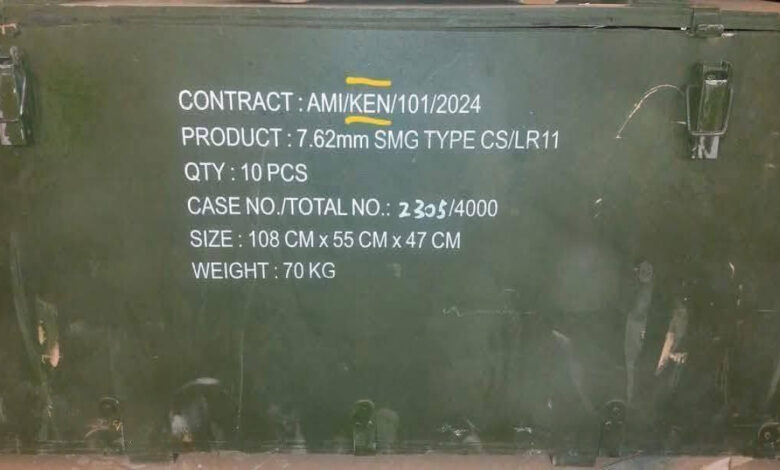 CONTRACT : AMI/KEN/101/2024
PRODUCT : 7.62mm SMG TYPE CS/LR11
QTY : 10 PCS
CASE NO./TOTAL NO.: 2305/4000
SIZE : 108 CM x 55 CM x 47 CM
WEIGHT : 70 KG